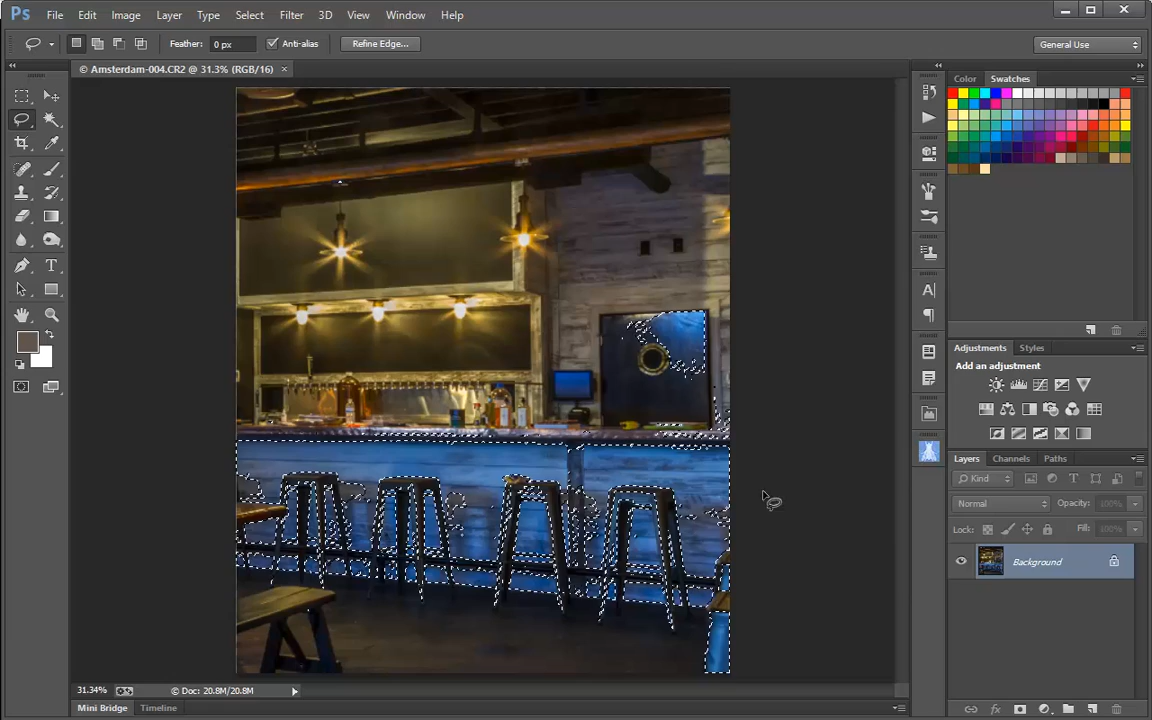 Ps File Edit Image Layer Type Select Filter 3D View Window Help
Feather: 0 px Anti-alias Refine Edge... General Use
© Amsterdam-004.CR2 @ 31.3% (RGB/16) ×
Color Swatches
Adjustments Styles
Add an adjustment
Layers Channels Paths
Kind
Normal Opacity: 100%
Lock: Fill: 100%
Background
31.34% © Doc: 20.8M/20.8M
Mini Bridge Timeline